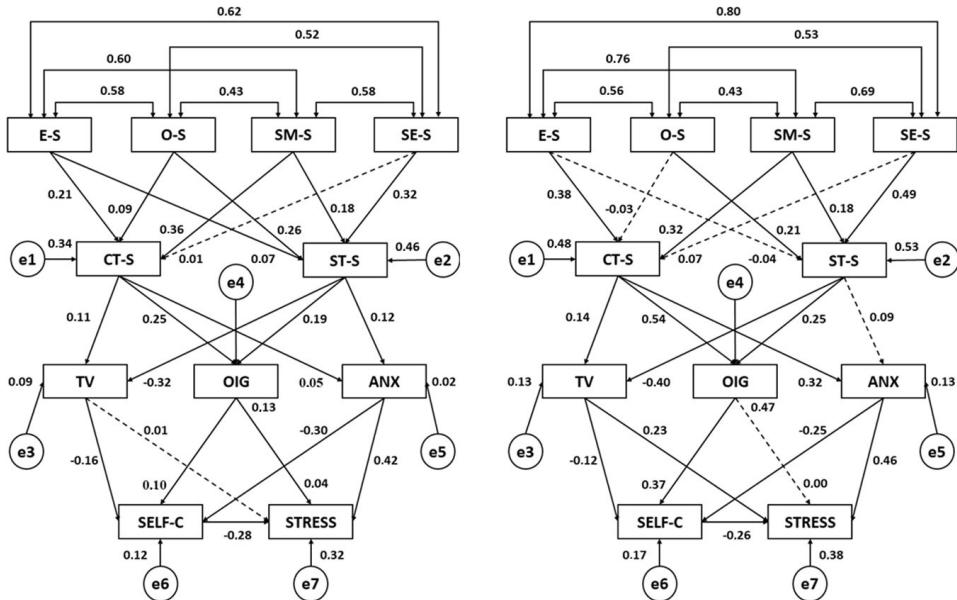 0.62
0.52
0.60
0.58 0.43 0.58
E-S O-S SM-S SE-S
0.21 0.09 0.36 0.26 0.18 0.32
0.34 0.01 0.07 0.46
e1 CT-S ST-S e2
e4
0.11 0.25 0.19 0.12
0.09 TV -0.32 OIG 0.05 ANX 0.02
0.13
e3 -0.16 0.01 -0.30 0.42 e5
0.10 0.04
SELF-C -0.28 STRESS
0.12 0.32
e6 e7
0.80
0.53
0.76
0.56 0.43 0.69
E-S O-S SM-S SE-S
0.38 -0.03 0.32 0.21 0.18 0.49
0.48 0.07 -0.04 0.53
e1 CT-S ST-S e2
e4
0.14 0.54 0.25 0.09
0.13 TV -0.40 OIG 0.32 ANX 0.13
0.47
e3 -0.12 0.23 -0.25 0.46 e5
0.37 0.00
SELF-C -0.26 STRESS
0.17 0.38
e6 e7